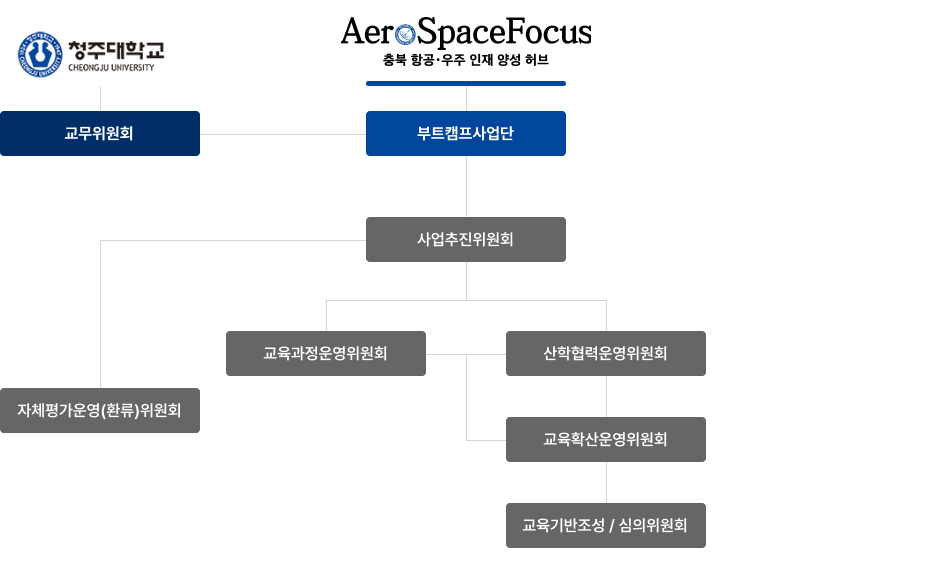 청주대학교
CHEONGJU UNIVERSITY
AeroSpaceFocus
충북 항공·우주 인재 양성 허브
교무위원회
부트캠프사업단
사업추진위원회
교육과정운영위원회
산학협력운영위원회
자체평가운영(환류)위원회
교육확산운영위원회
교육기반조성 / 심의위원회